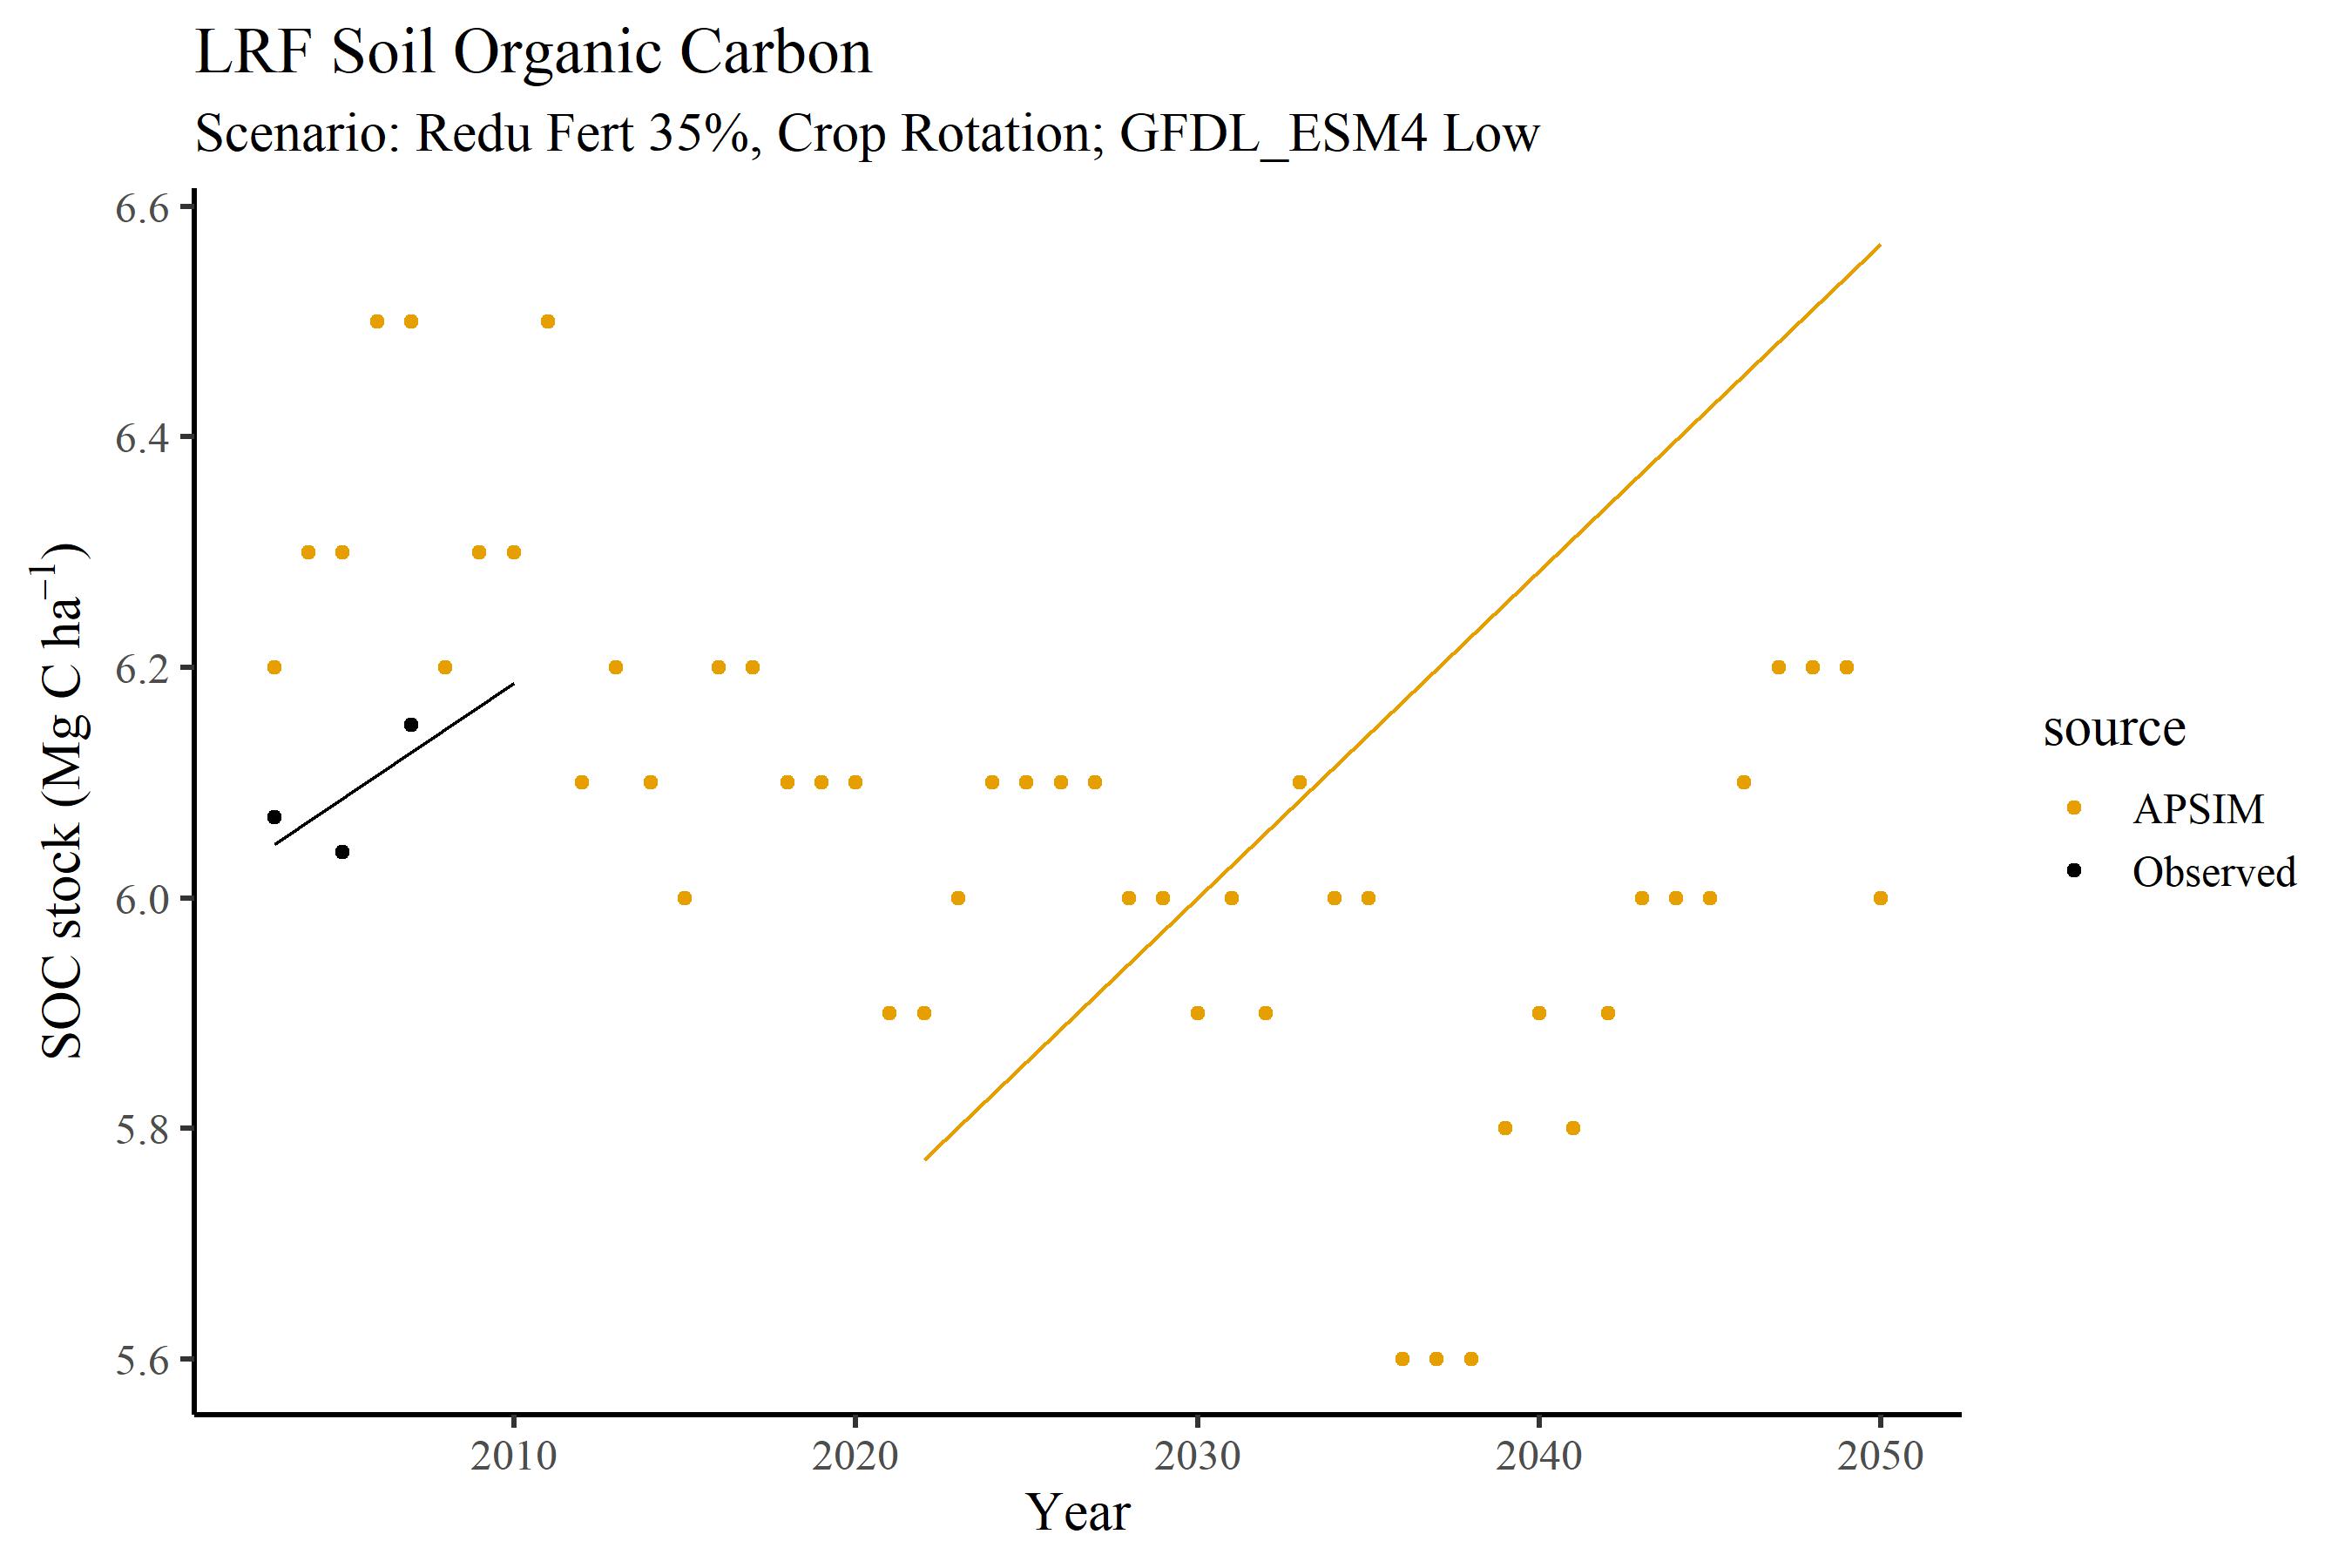 LRF Soil Organic Carbon
Scenario: Redu Fert 35%, Crop Rotation; GFDL_ESM4 Low
SOC stock (Mg C ha⁻¹)
6.6
6.4
6.2
6.0
5.8
5.6
2010
2020
2030
2040
2050
Year
source
APSIM
Observed